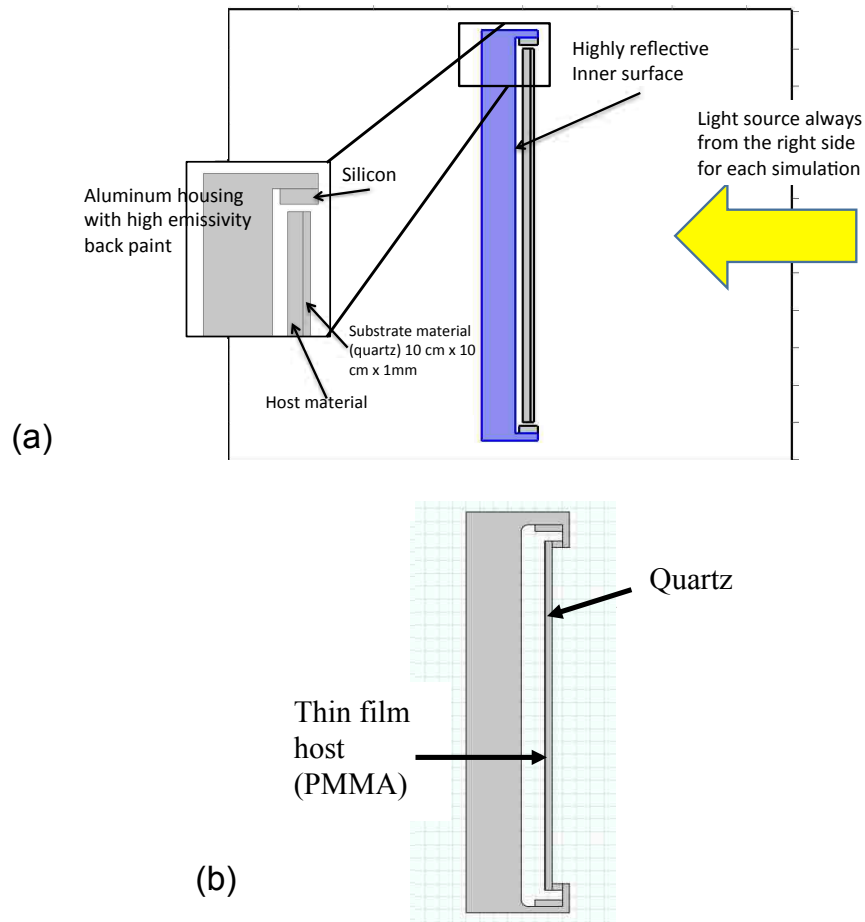 Highly reflective
Inner surface
Light source always
from the right side
for each simulation
Silicon
Aluminum housing
with high emissivity
back paint
Substrate material
(quartz) 10 cm x 10
cm x 1mm
Host material
(a)
Quartz
Thin film
host
(PMMA)
(b)